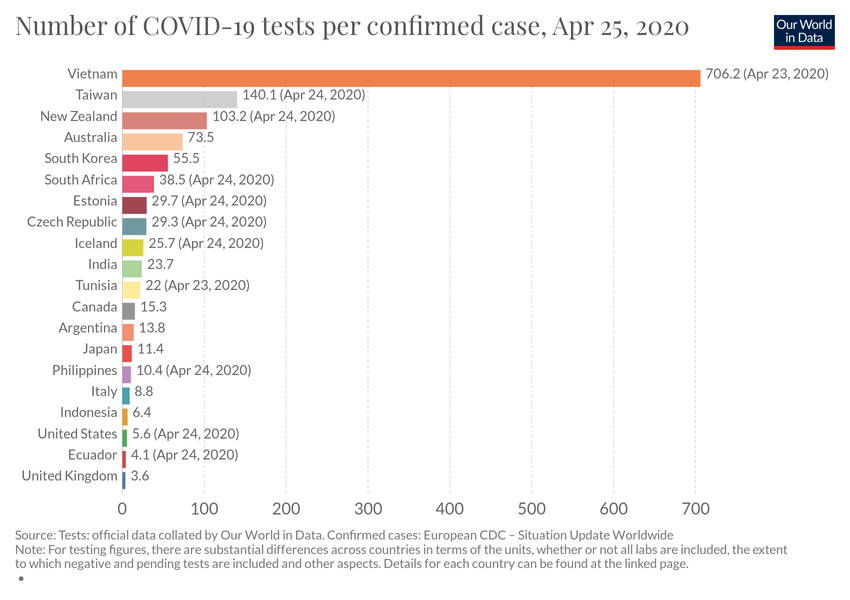 Number of COVID-19 tests per confirmed case, Apr 25, 2020
Our World
in Data
Vietnam 706.2 (Apr 23, 2020)
Taiwan 140.1 (Apr 24, 2020)
New Zealand 103.2 (Apr 24, 2020)
Australia 73.5
South Korea 55.5
South Africa 38.5 (Apr 24, 2020)
Estonia 29.7 (Apr 24, 2020)
Czech Republic 29.3 (Apr 24, 2020)
Iceland 25.7 (Apr 24, 2020)
India 23.7
Tunisia 22 (Apr 23, 2020)
Canada 15.3
Argentina 13.8
Japan 11.4
Philippines 10.4 (Apr 24, 2020)
Italy 8.8
Indonesia 6.4
United States 5.6 (Apr 24, 2020)
Ecuador 4.1 (Apr 24, 2020)
United Kingdom 3.6
0 100 200 300 400 500 600 700
Source: Tests: official data collated by Our World in Data. Confirmed cases: European CDC – Situation Update Worldwide
Note: For testing figures, there are substantial differences across countries in terms of the units, whether or not all labs are included, the extent
to which negative and pending tests are included and other aspects. Details for each country can be found at the linked page.
•